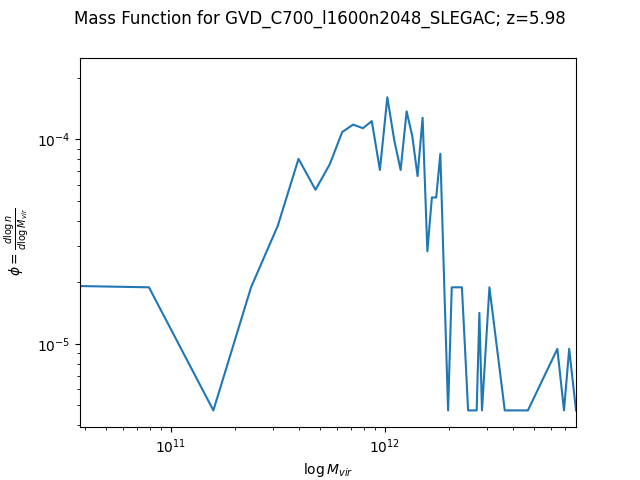 Mass Function for GVD_C700_l1600n2048_SLEGAC; z=5.98
10⁻⁴
10⁻⁵
ϕ = d log n / d log M_vir
10¹¹
10¹²
log M_vir